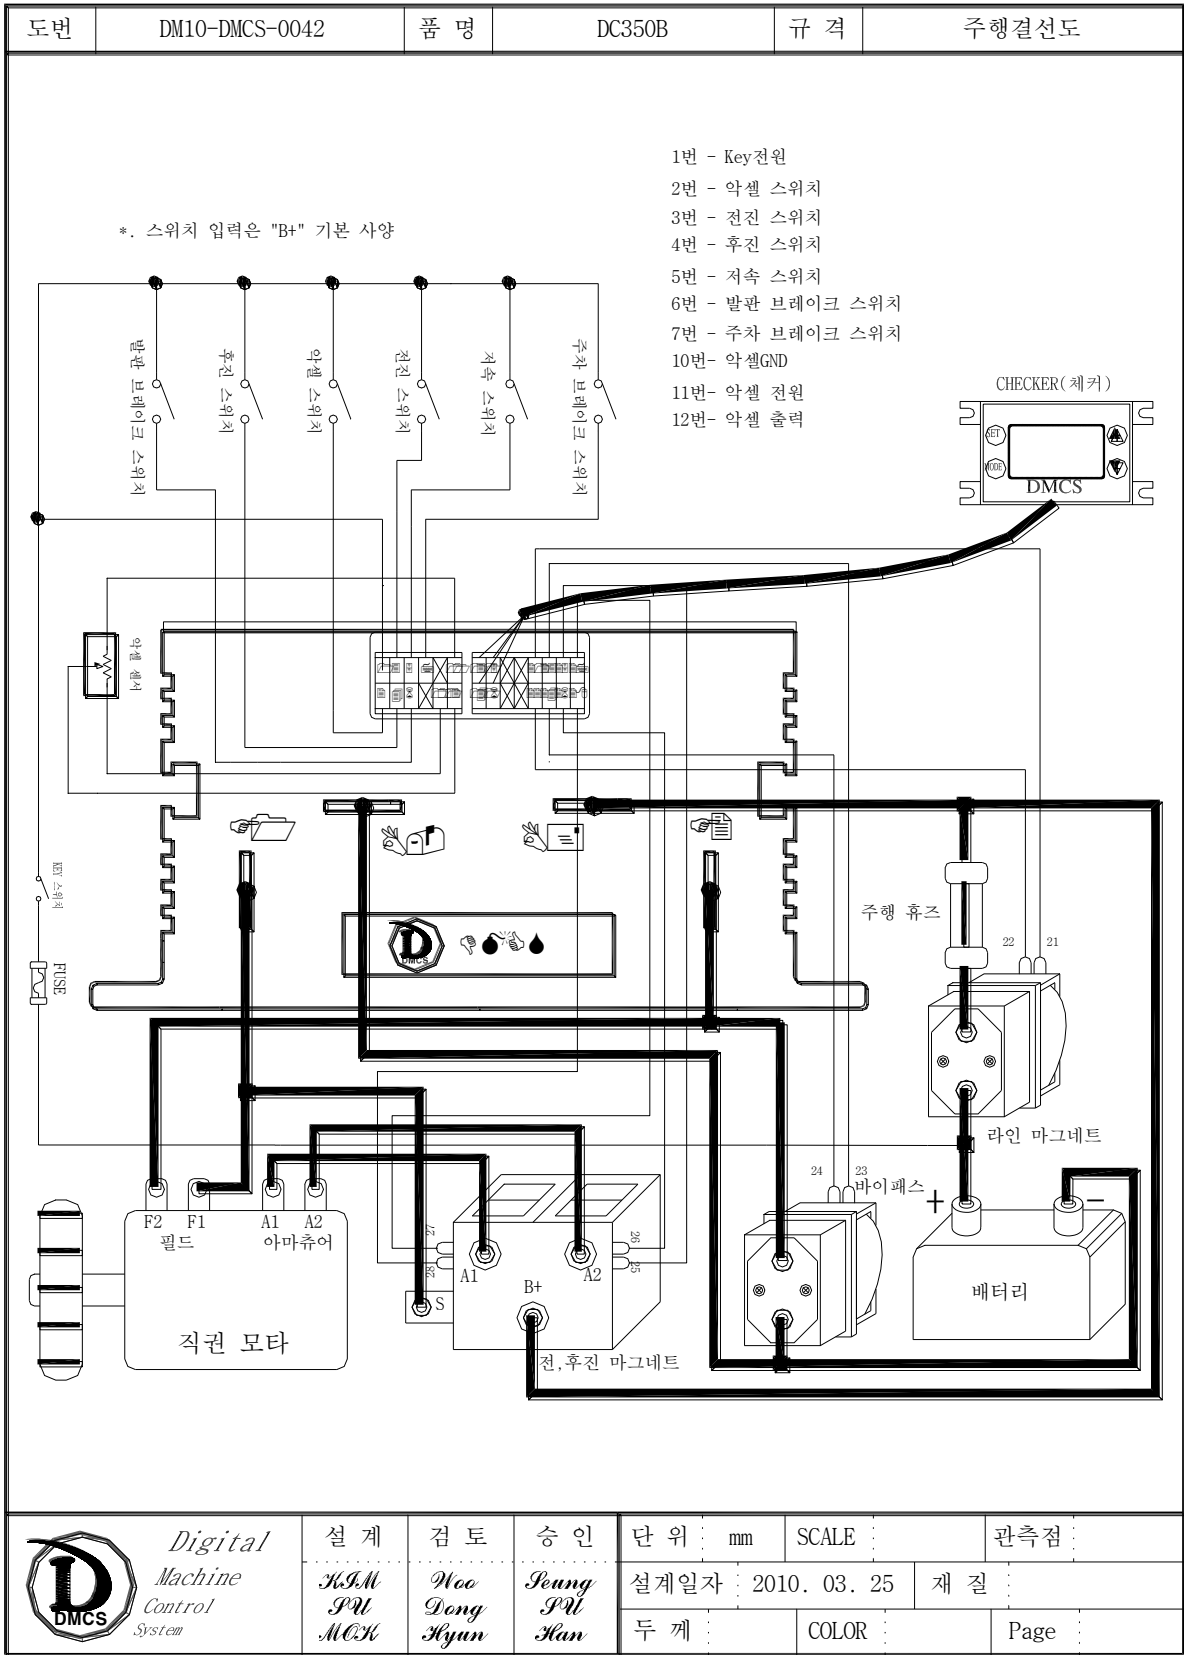 도번 DM10-DMCS-0042 품 명 DC350B 규 격 주행결선도
1번 - Key전원
2번 - 악셀 스위치
3번 - 전진 스위치
4번 - 후진 스위치
5번 - 저속 스위치
6번 - 발판 브레이크 스위치
7번 - 주차 브레이크 스위치
10번- 악셀GND
11번- 악셀 전원
12번- 악셀 출력
*. 스위치 입력은 "B+" 기본 사양
발판 브레이크 스위치
후진 스위치
악셀 스위치
전진 스위치
저속 스위치
주차 브레이크 스위치
CHECKER(체커)
SET
MODE
DMCS
악셀 센서
KEY 스위치
FUSE
DMCS
주행 휴즈
22 21
라인 마그네트
24 23
바이패스
+ −
배터리
F2 F1 A1 A2
필드 아마츄어
직권 모타
27
28
26
25
A1 A2
B+
S
전,후진 마그네트
DMCS
Digital
Machine
Control
System
설 계 검 토 승 인
KIM SU MOK
Woo Dong Hyun
Seung SU Han
단 위 mm SCALE 관측점
설계일자 2010. 03. 25 재 질
두 께 COLOR Page